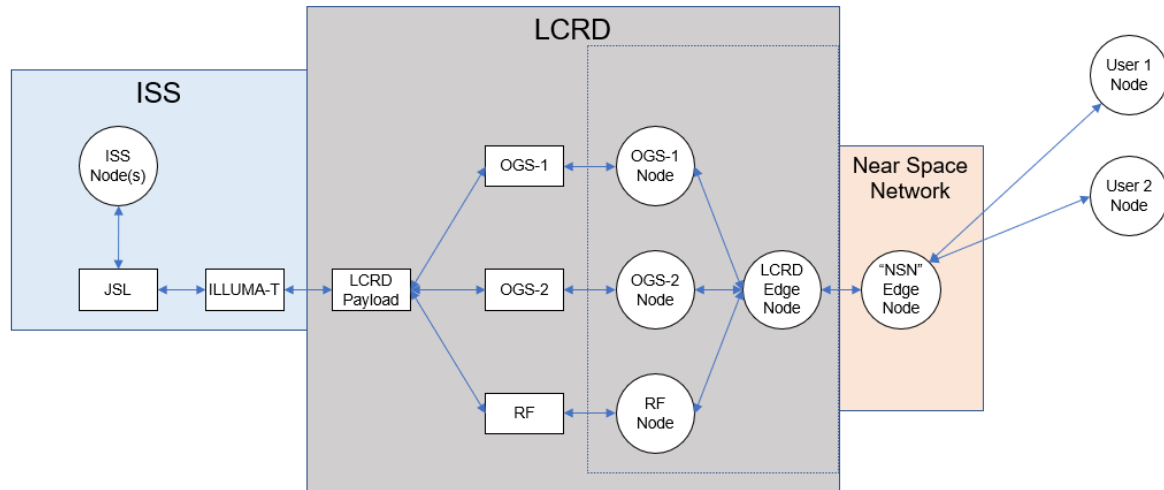 LCRD
ISS
ISS
Node(s)
JSL
ILLUMA-T
LCRD
Payload
OGS-1
OGS-2
RF
OGS-1
Node
OGS-2
Node
RF
Node
LCRD
Edge
Node
Near Space
Network
“NSN”
Edge
Node
User 1
Node
User 2
Node